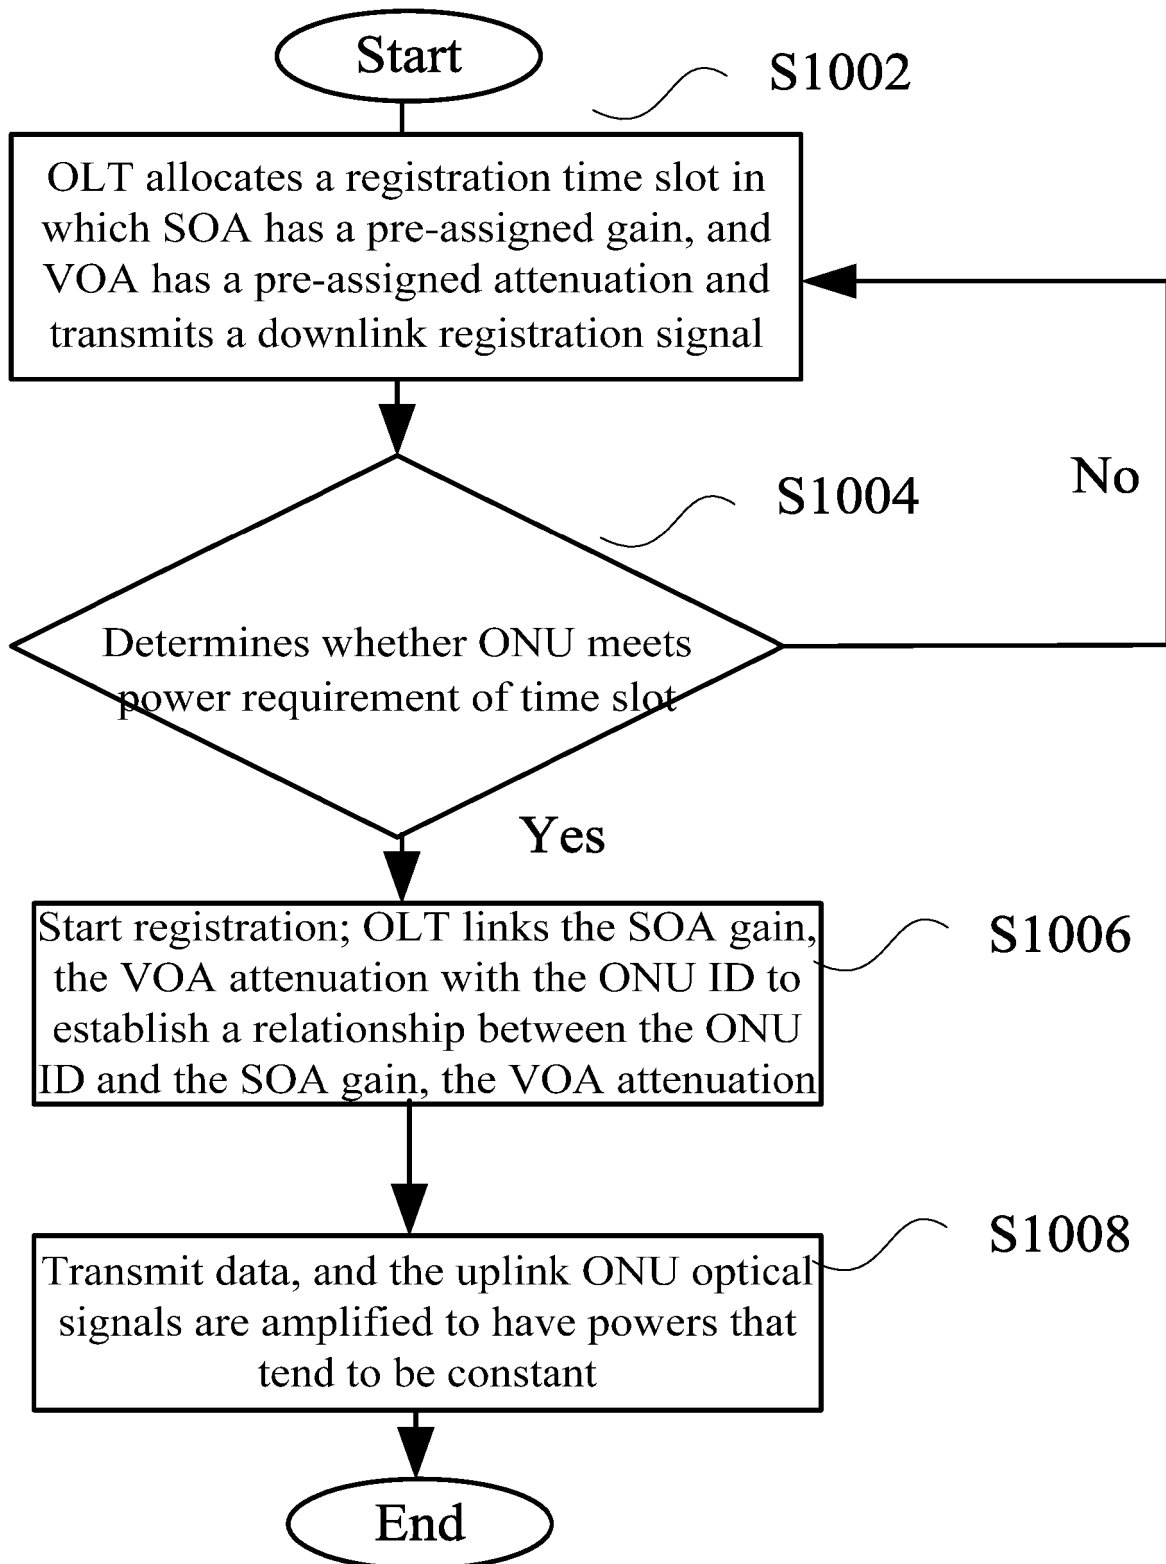 Start
S1002
OLT allocates a registration time slot in
which SOA has a pre-assigned gain, and
VOA has a pre-assigned attenuation and
transmits a downlink registration signal
No
S1004
Determines whether ONU meets
power requirement of time slot
Yes
Start registration; OLT links the SOA gain,
the VOA attenuation with the ONU ID to
establish a relationship between the ONU
ID and the SOA gain, the VOA attenuation
S1006
S1008
Transmit data, and the uplink ONU optical
signals are amplified to have powers that
tend to be constant
End